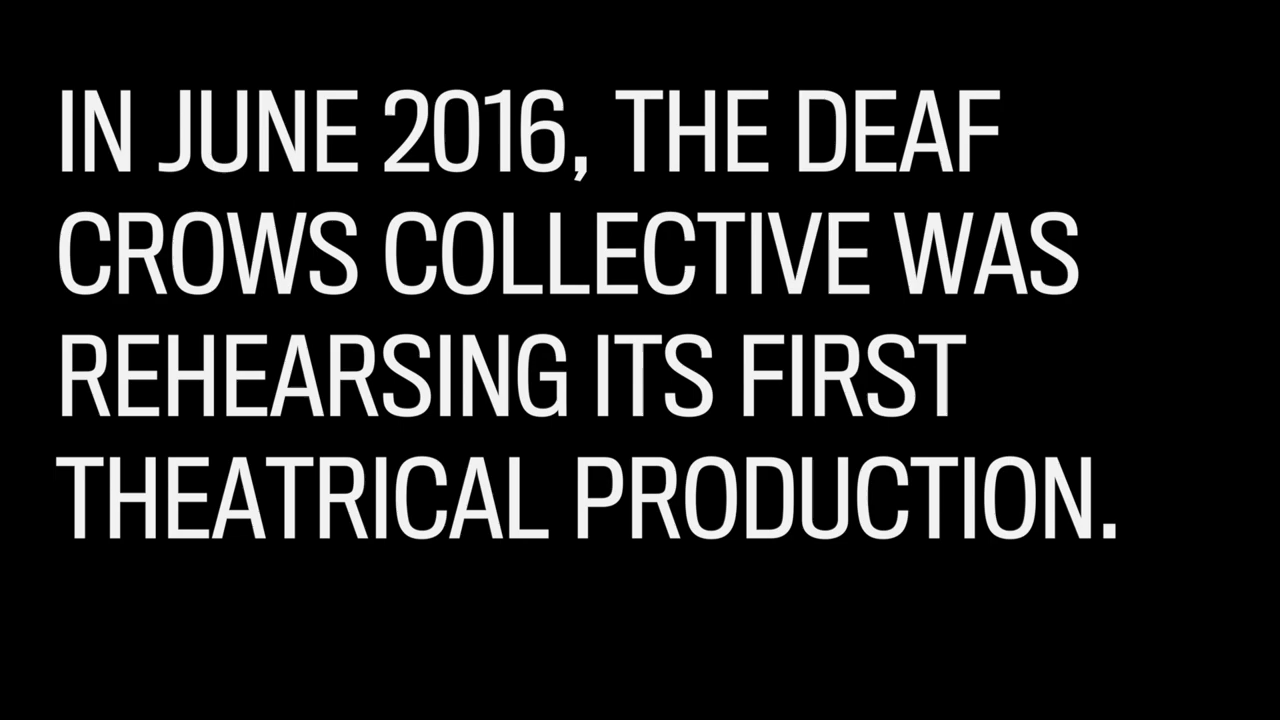 IN JUNE 2016, THE DEAF
CROWS COLLECTIVE WAS
REHEARSING ITS FIRST
THEATRICAL PRODUCTION.